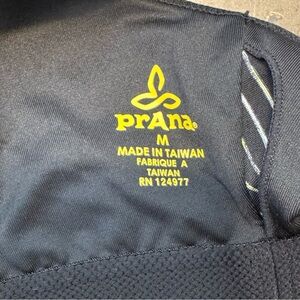 prAna
M
MADE IN TAIWAN
FABRIQUE A
TAIWAN
RN 124977